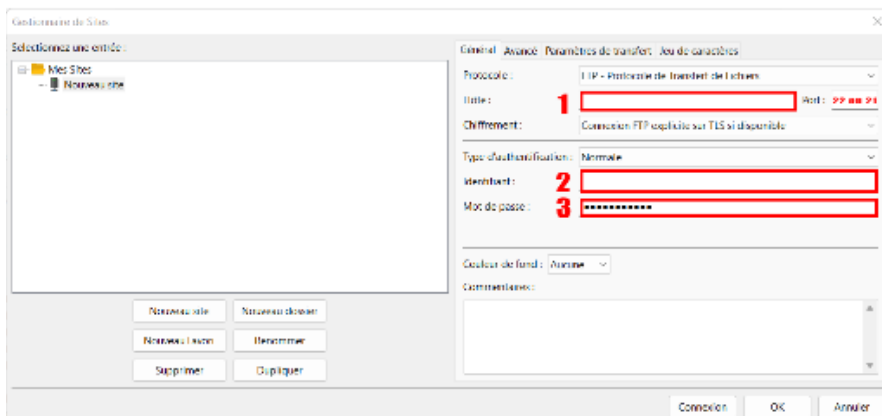 Gestionnaire de Sites
Sélectionnez une entrée :
Mes Sites
Nouveau site
Nouveau site
Nouveau dossier
Nouveau Favori
Renommer
Supprimer
Dupliquer
Général Avancé Paramètres de transfert Jeu de caractères
Protocole : FTP - Protocole de Transfert de Fichiers
Hôte : 1 Port : 22 ou 21
Chiffrement : Connexion FTP explicite sur TLS si disponible
Type d'authentification : Normale
Identifiant : 2
Mot de passe : 3 ●●●●●●●●●●●
Couleur de fond : Aucune
Commentaires :
Connexion OK Annuler